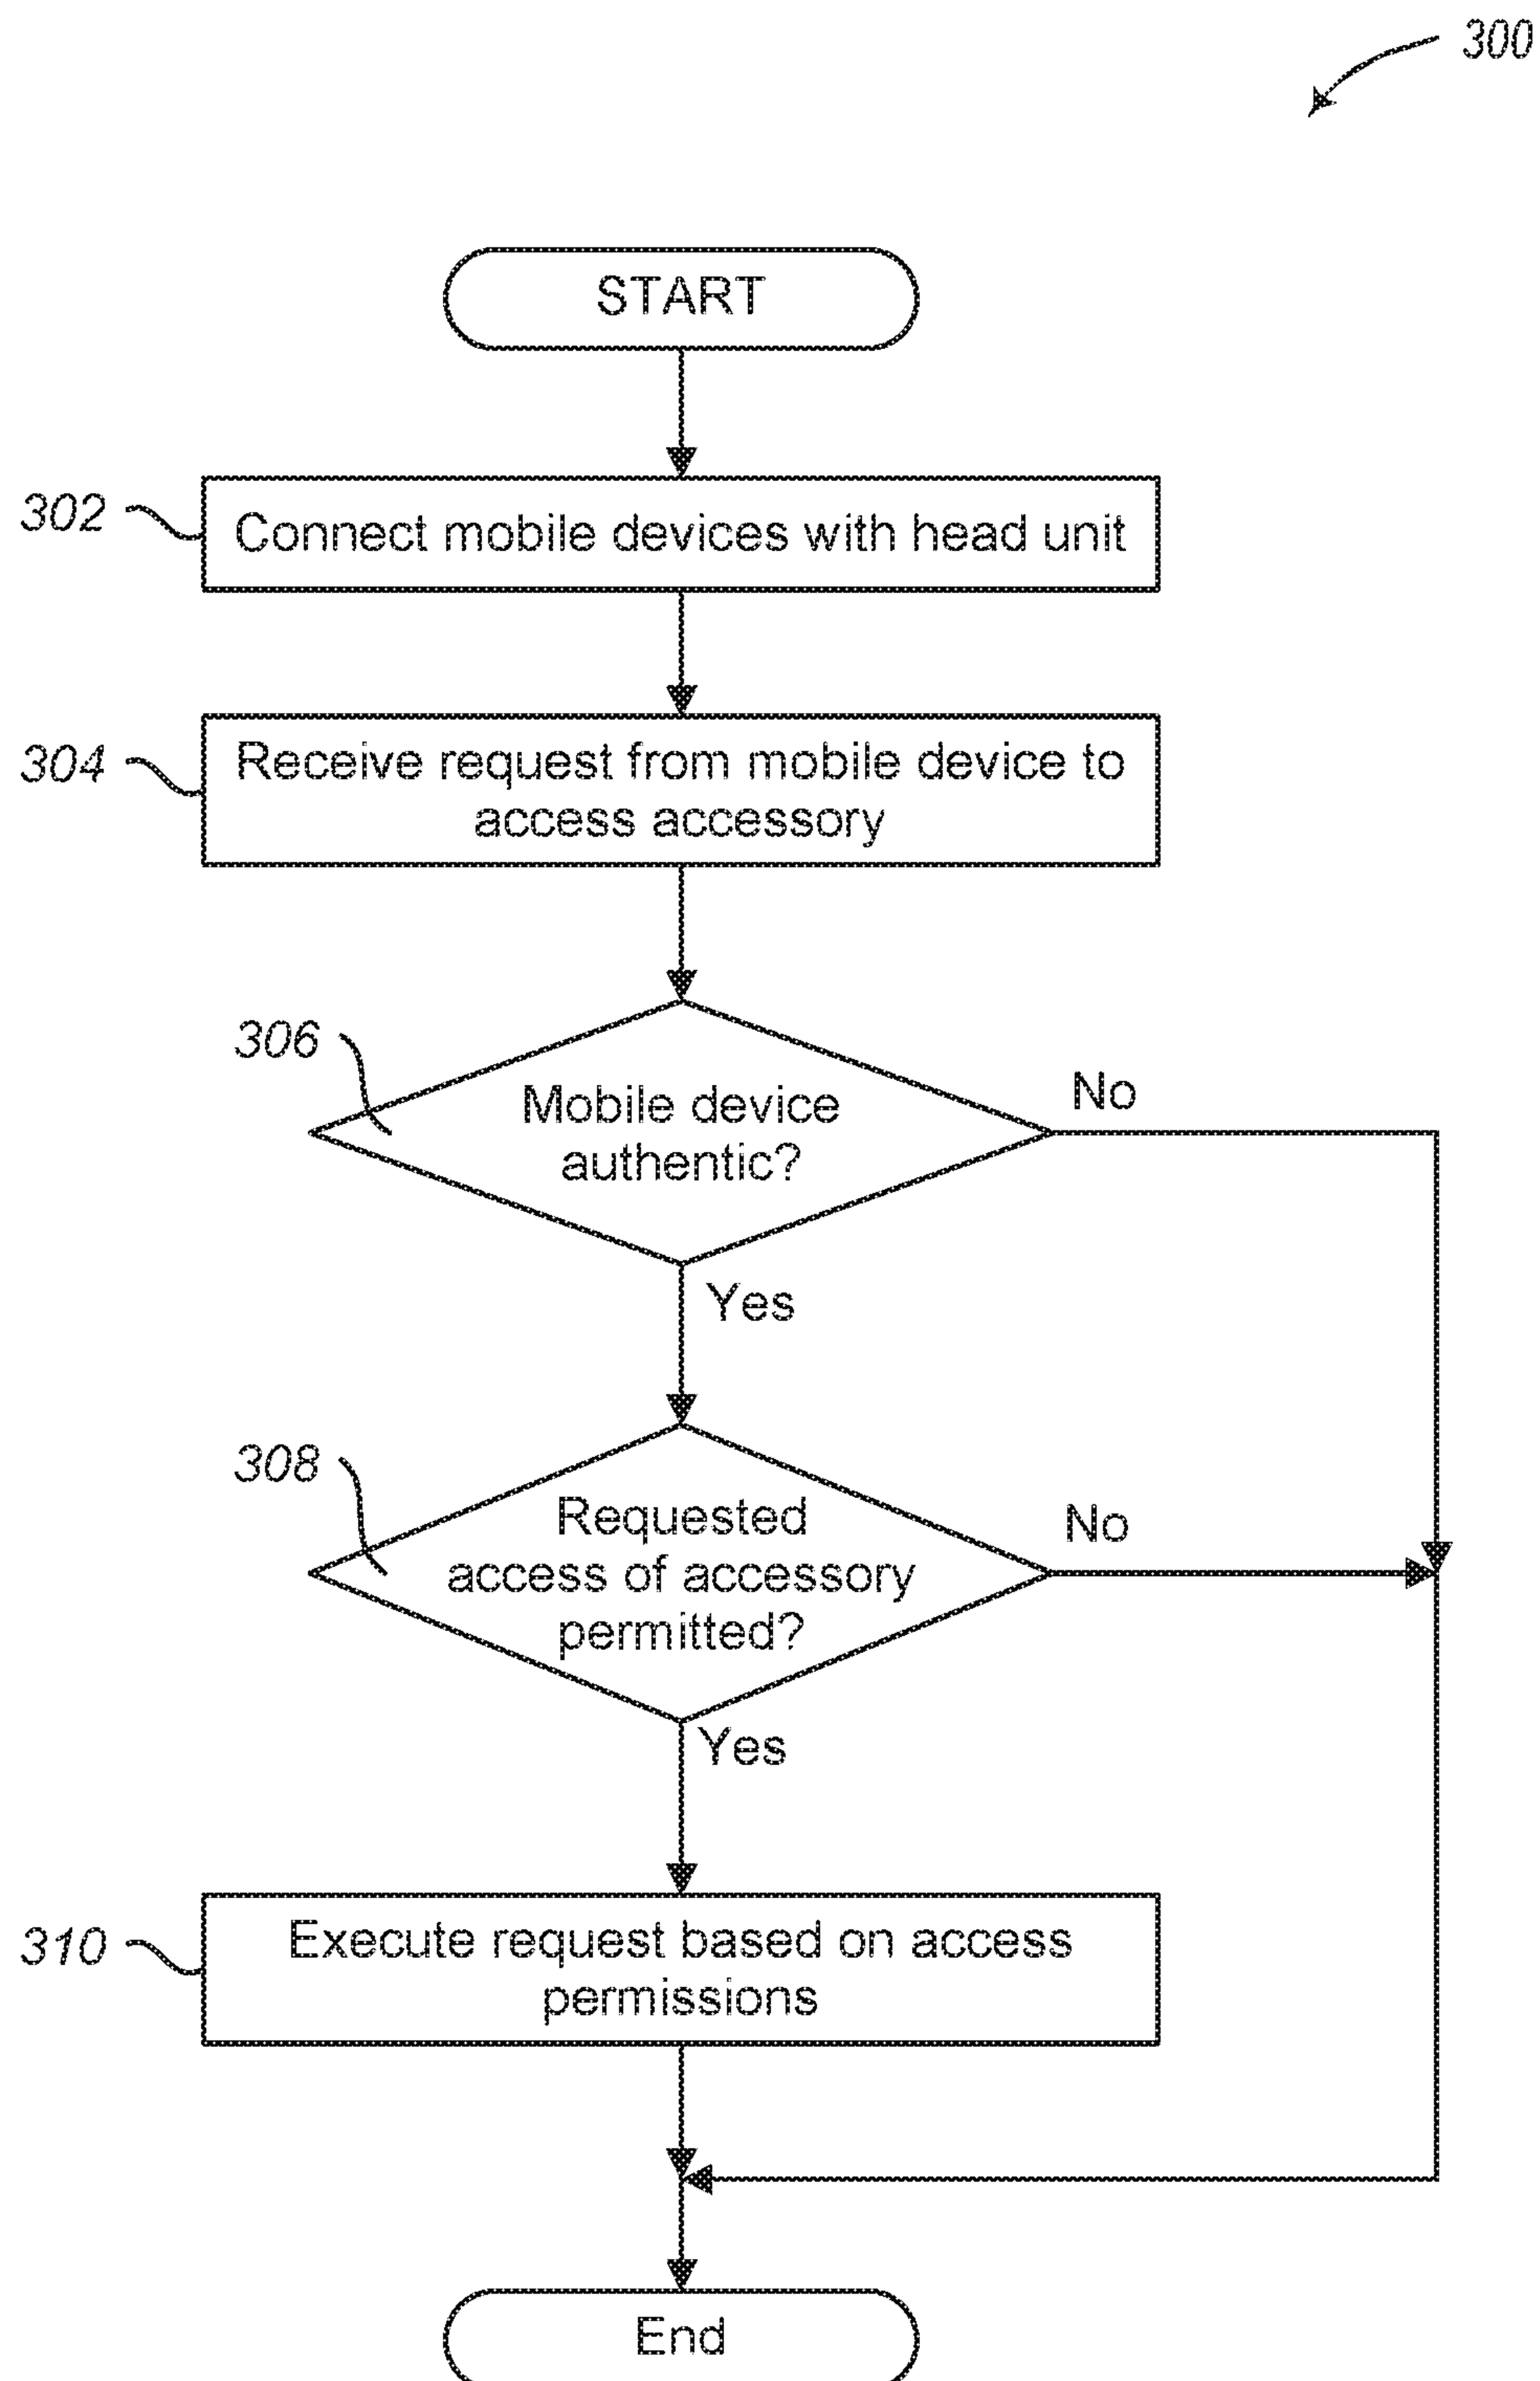 300
START
302
Connect mobile devices with head unit
304
Receive request from mobile device to
access accessory
306
Mobile device
authentic?
No
Yes
308
Requested
access of accessory
permitted?
No
Yes
310
Execute request based on access
permissions
End